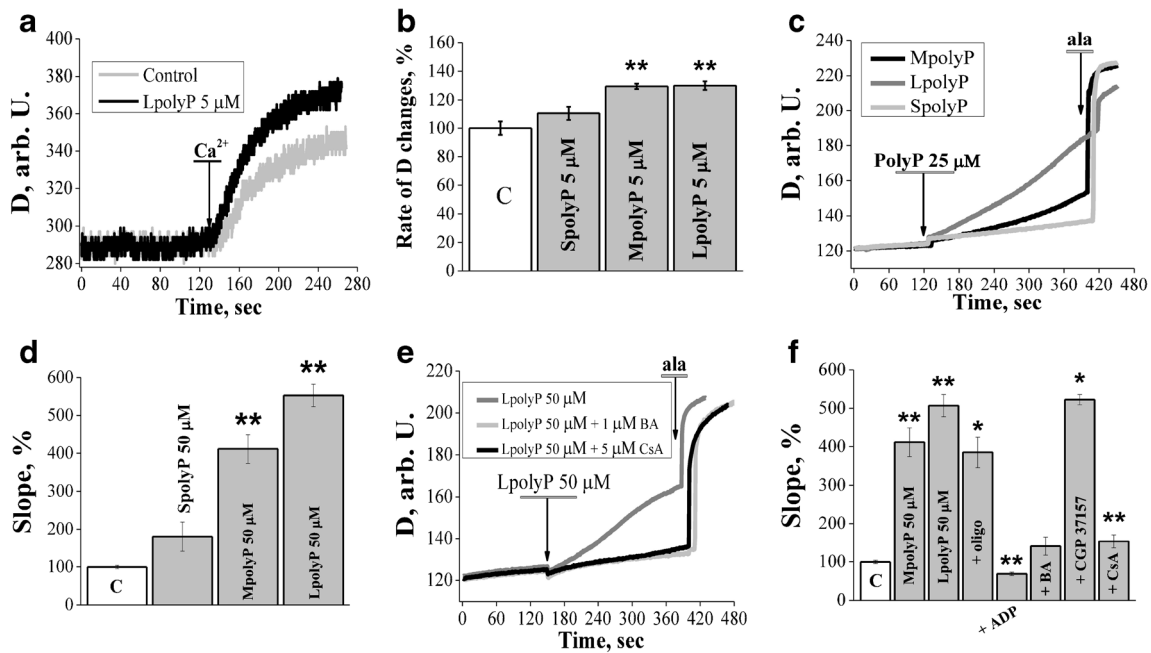 a
400
380
360
340
320
300
280
D, arb. U.
Control
LpolyP 5 μM
Ca²⁺
0 40 80 120 160 200 240 280
Time, sec
b
160
140
120
100
80
60
40
20
0
Rate of D changes, %
C
SpolyP 5 μM
MpolyP 5 μM
LpolyP 5 μM
**
**
c
240
220
200
180
160
140
120
D, arb. U.
MpolyP
LpolyP
SpolyP
ala
PolyP 25 μM
0 60 120 180 240 300 360 420 480
Time, sec
d
600
500
400
300
200
100
0
Slope, %
C
SpolyP 50 μM
MpolyP 50 μM
LpolyP 50 μM
**
**
e
220
200
180
160
140
120
D, arb. U.
LpolyP 50 μM
LpolyP 50 μM + 1 μM BA
LpolyP 50 μM + 5 μM CsA
ala
LpolyP 50 μM
0 60 120 180 240 300 360 420 480
Time, sec
f
600
500
400
300
200
100
0
Slope, %
C
MpolyP 50 μM
LpolyP 50 μM
+ oligo
+ ADP
+ BA
+ CGP 37157
+ CsA
**
**
*
**
*
**